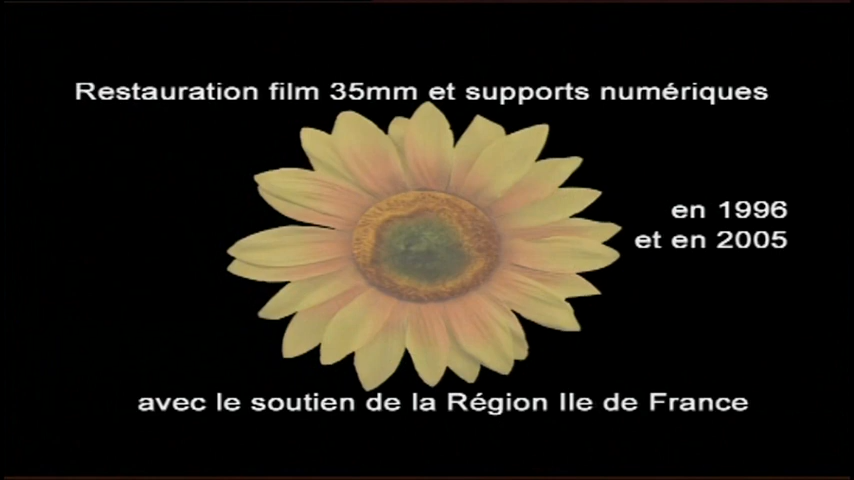 Restauration film 35mm et supports numériques
en 1996
et en 2005
avec le soutien de la Région Ile de France